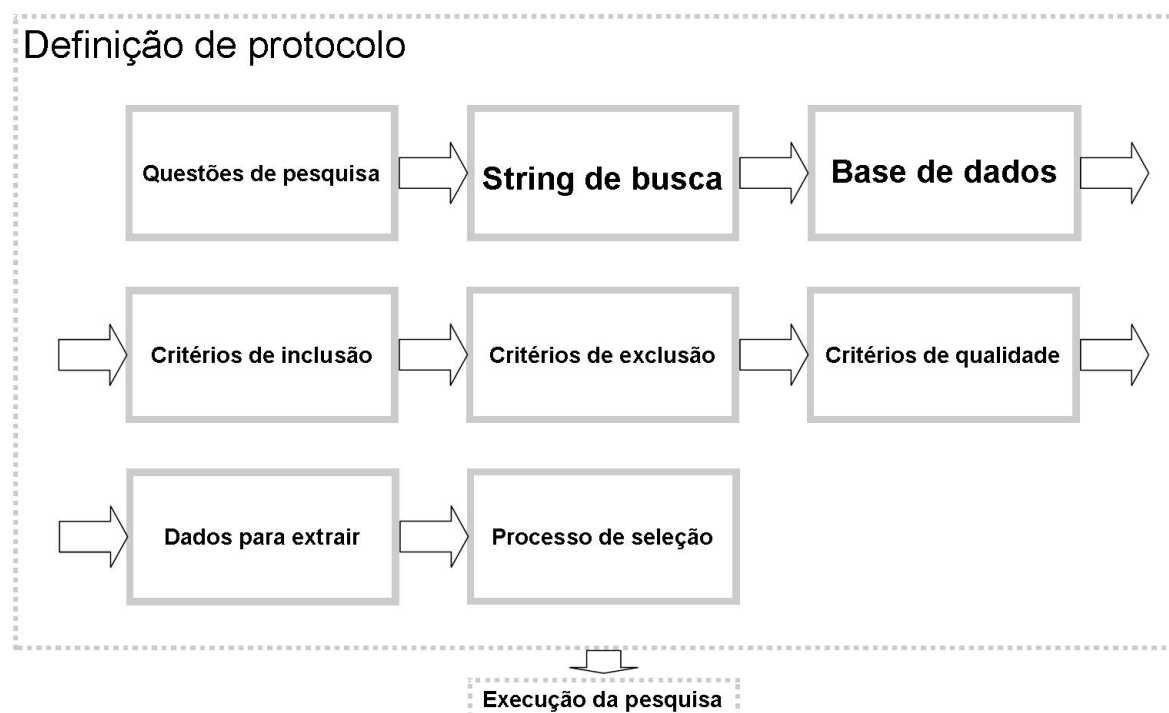 Definição de protocolo
Questões de pesquisa
String de busca
Base de dados
Critérios de inclusão
Critérios de exclusão
Critérios de qualidade
Dados para extrair
Processo de seleção
Execução da pesquisa